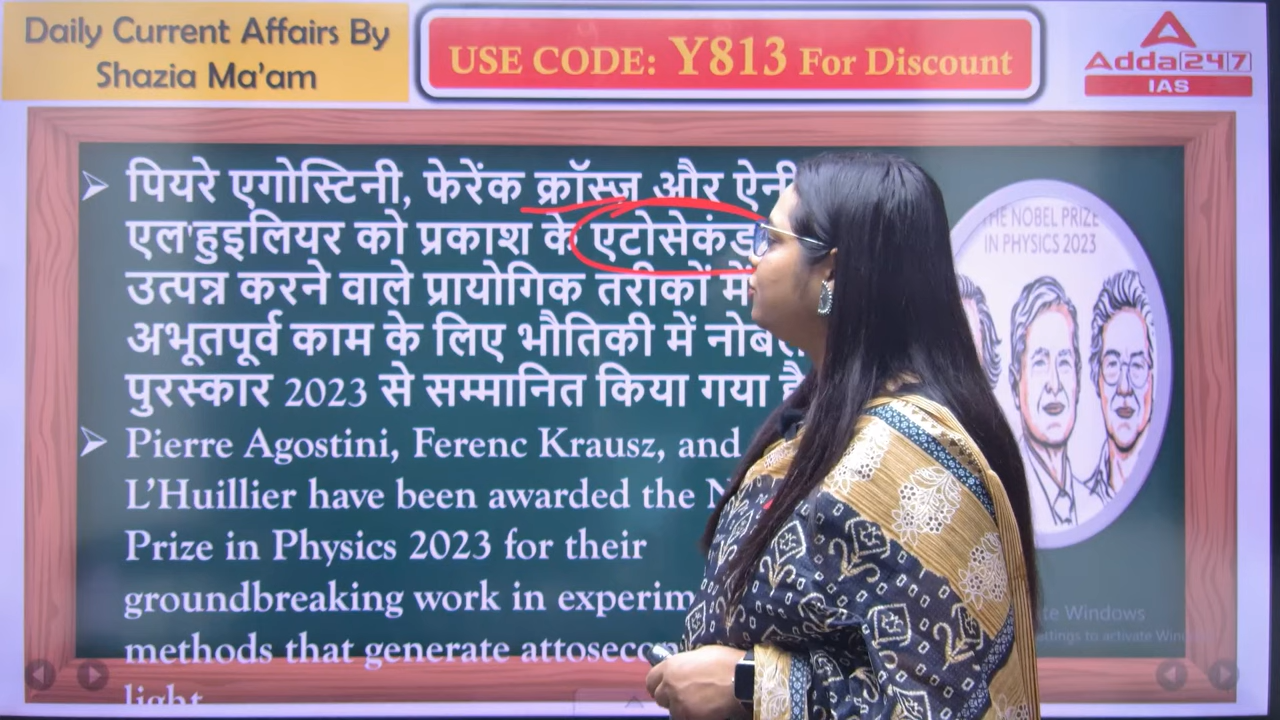 Daily Current Affairs By
Shazia Ma'am
USE CODE: Y813 For Discount
Adda247
IAS
➤ पियरे एगोस्टिनी, फेरेंक क्रॉस्ज और ऐनी
एल'हुइलियर को प्रकाश के एटोसेकंड
उत्पन्न करने वाले प्रायोगिक तरीकों में
अभूतपूर्व काम के लिए भौतिकी में
पुरस्कार 2023 से सम्मानित किया गया
➤ Pierre Agostini, Ferenc Krausz, and
L'Huillier have been awarded the
Prize in Physics 2023 for their
groundbreaking work in
methods that generate
light
THE NOBEL PRIZE
IN PHYSICS 2023
Windows
to activate